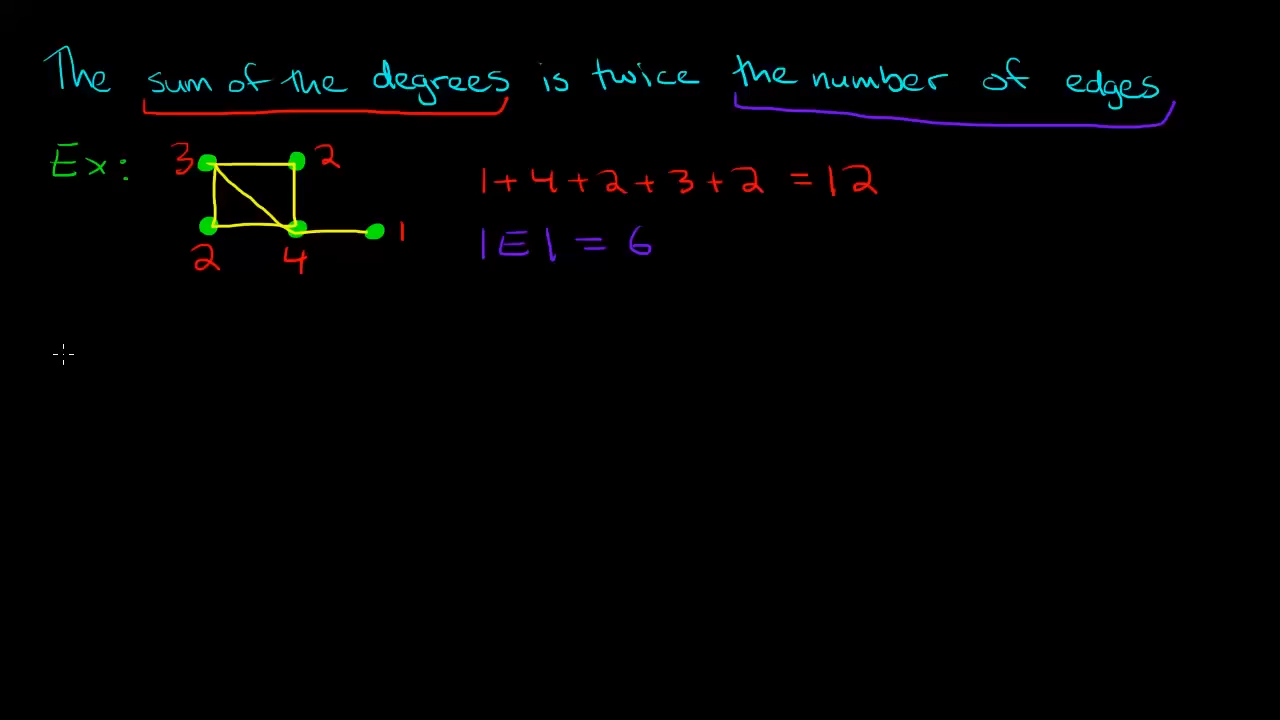 The sum of the degrees is twice the number of edges
Ex: 3 2
1+4+2+3+2 =12
1
|E| = 6
2 4